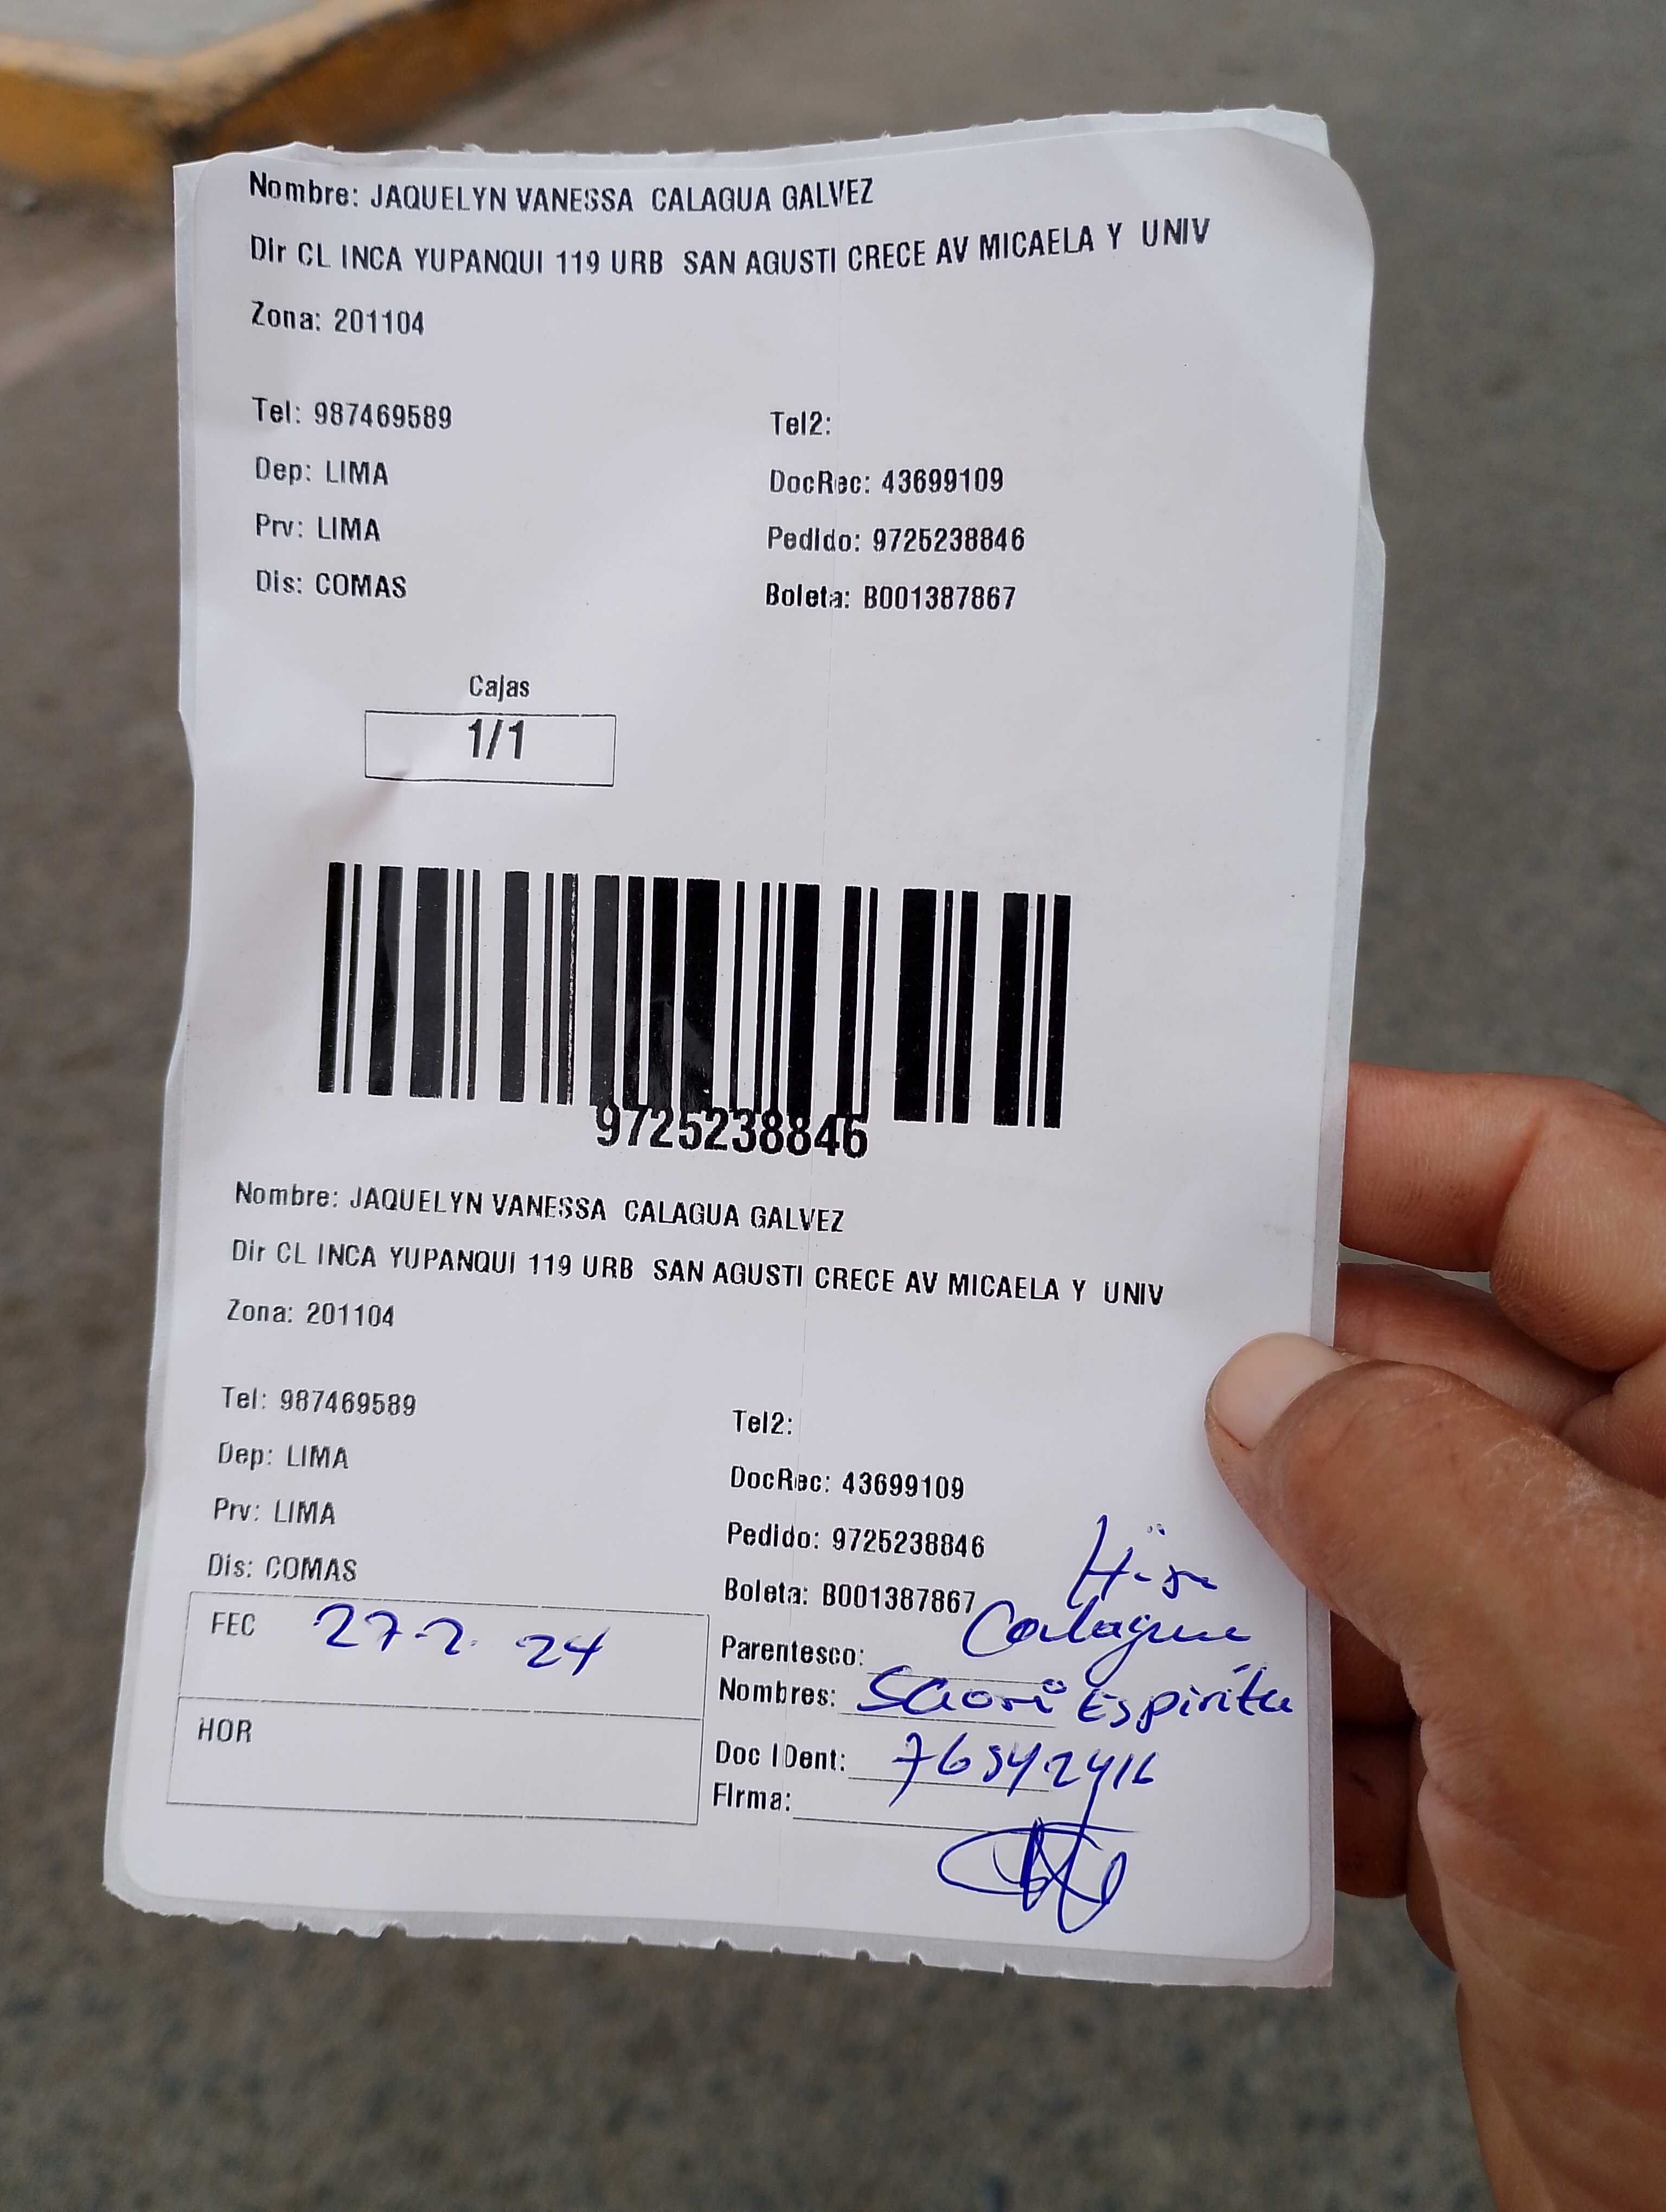 Nombre: JAQUELYN VANESSA CALAGUA GALVEZ
Dir CL INCA YUPANQUI 119 URB SAN AGUSTI CRECE AV MICAELA Y UNIV
Zona: 201104
Tel: 987469589 Tel2:
Dep: LIMA DocRec: 43699109
Prv: LIMA Pedido: 9725238846
Dis: COMAS Boleta: B001387867
Cajas
1/1
9725238846
Nombre: JAQUELYN VANESSA CALAGUA GALVEZ
Dir CL INCA YUPANQUI 119 URB SAN AGUSTI CRECE AV MICAELA Y UNIV
Zona: 201104
Tel: 987469589 Tel2:
Dep: LIMA DocRec: 43699109
Prv: LIMA Pedido: 9725238846
Dis: COMAS Boleta: B001387867
FEC 27-2-24
Hija
Parentesco: Calagua
Nombres: Saori Espiritu
HOR
Doc IDent: 76542416
Firma: